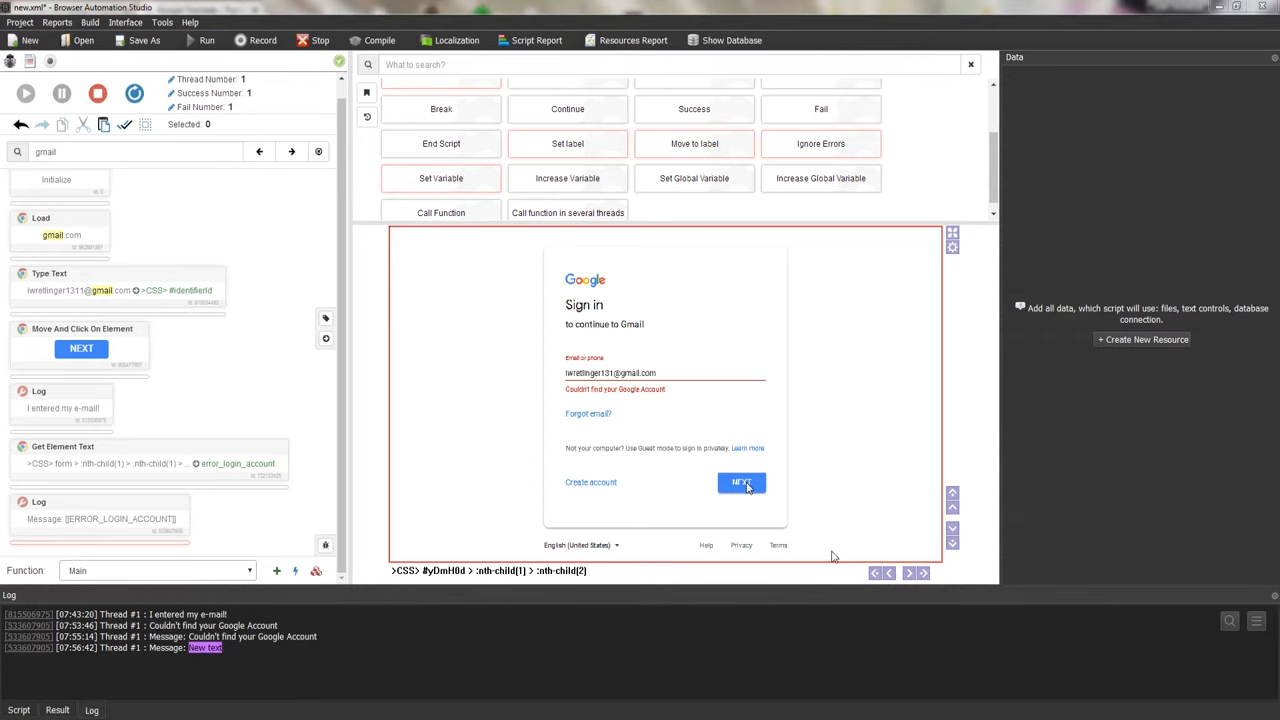 new.xml* - Browser Automation Studio
Project Reports Build Interface Tools Help
New Open Save As Run Record Stop Compile Localization Script Report Resources Report Show Database
Thread Number: 1
Success Number: 1
Fail Number: 1
Selected: 0
gmail
Initialize
Load
gmail.com
Type Text
iwretlinger1311@gmail.com >CSS> #identifierId
Move And Click On Element
NEXT
Log
I entered my e-mail!
Get Element Text
>CSS> form > :nth-child(1) > :nth-child(1) > ... error_login_account
Log
Message: [[ERROR_LOGIN_ACCOUNT]]
Function: Main
What to search?
Break Continue Success Fail
End Script Set label Move to label Ignore Errors
Set Variable Increase Variable Set Global Variable Increase Global Variable
Call Function Call function in several threads
Google
Sign in
to continue to Gmail
Email or phone
iwretlinger131@gmail.com
Couldn't find your Google Account
Forgot email?
Not your computer? Use Guest mode to sign in privately. Learn more
Create account NEXT
English (United States) Help Privacy Terms
>CSS> #yDmH0d > :nth-child(1) > :nth-child(2)
Data
Add all data, which script will use: files, text controls, database
connection.
+ Create New Resource
Log
[815506975] [07:43:20] Thread #1 : I entered my e-mail!
[533607905] [07:53:46] Thread #1 : Couldn't find your Google Account
[533607905] [07:55:14] Thread #1 : Message: Couldn't find your Google Account
[533607905] [07:56:42] Thread #1 : Message: New text
Script Result Log